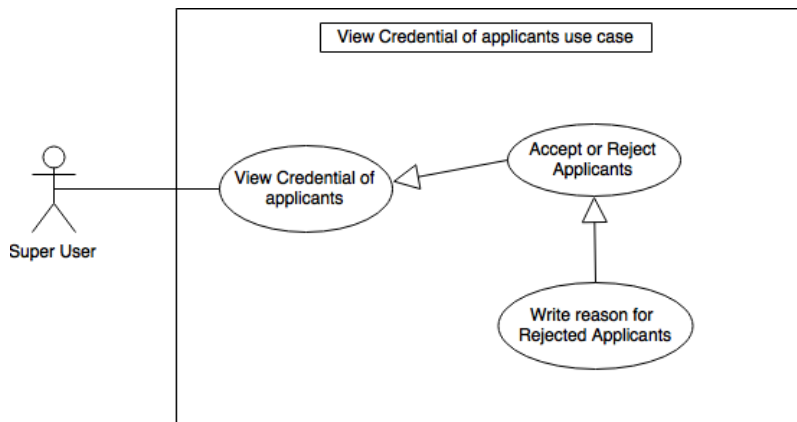 View Credential of applicants use case
Accept or Reject
Applicants
View Credential of
applicants
Super User
Write reason for
Rejected Applicants